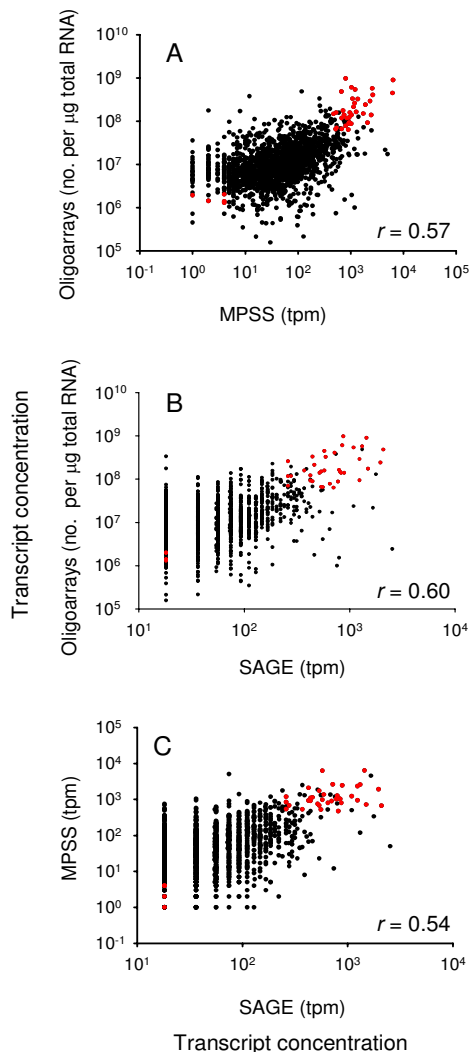 Transcript concentration
Oligoarrays (no. per µg total RNA)
A
10¹⁰
10⁹
10⁸
10⁷
10⁶
10⁵
r = 0.57
10⁻¹ 10⁰ 10¹ 10² 10³ 10⁴ 10⁵
MPSS (tpm)
Oligoarrays (no. per µg total RNA)
B
10¹⁰
10⁹
10⁸
10⁷
10⁶
10⁵
r = 0.60
10¹ 10² 10³ 10⁴
SAGE (tpm)
MPSS (tpm)
C
10⁵
10⁴
10³
10²
10¹
10⁰
10⁻¹
r = 0.54
10¹ 10² 10³ 10⁴
SAGE (tpm)
Transcript concentration